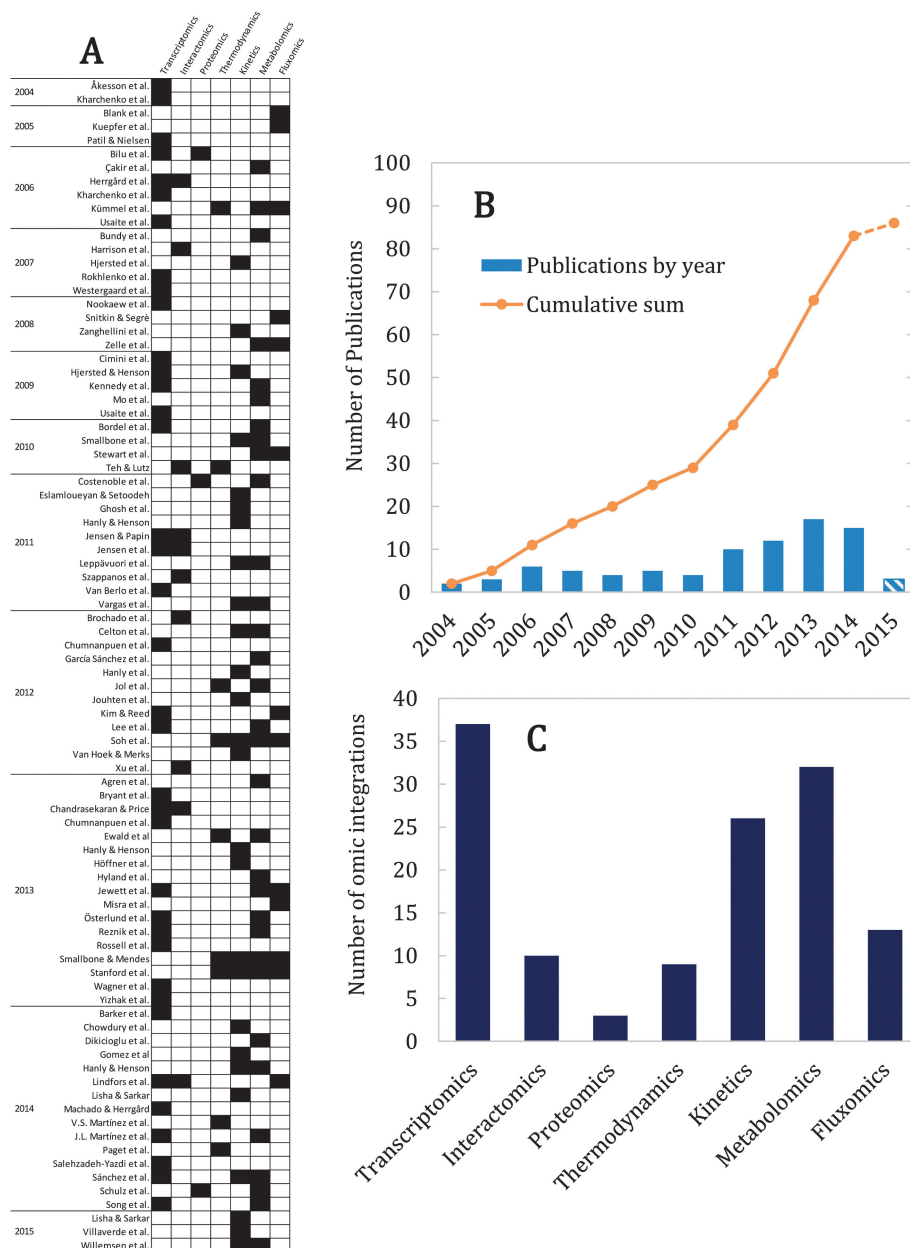 A
Transcriptomics
Interactomics
Proteomics
Thermodynamics
Kinetics
Metabolomics
Fluxomics
2004
Åkesson et al.
Kharchenko et al.
2005
Blank et al.
Kuepfer et al.
Patil & Nielsen
2006
Bilu et al.
Çakir et al.
Herrgård et al.
Kharchenko et al.
Kümmel et al.
Usaite et al.
2007
Bundy et al.
Harrison et al.
Hjersted et al.
Rokhlenko et al.
Westergaard et al.
2008
Nookaew et al.
Snitkin & Segrè
Zanghellini et al.
Zelle et al.
2009
Cimini et al.
Hjersted & Henson
Kennedy et al.
Mo et al.
Usaite et al.
2010
Bordel et al.
Smallbone et al.
Stewart et al.
Teh & Lutz
2011
Costenoble et al.
Eslamloueyan & Setoodeh
Ghosh et al.
Hanly & Henson
Jensen & Papin
Jensen et al.
Leppävuori et al.
Szappanos et al.
Van Berlo et al.
Vargas et al.
2012
Brochado et al.
Celton et al.
Chumnanpuen et al.
García Sánchez et al.
Hanly et al.
Jol et al.
Jouhten et al.
Kim & Reed
Lee et al.
Soh et al.
Van Hoek & Merks
Xu et al.
2013
Agren et al.
Bryant et al.
Chandrasekaran & Price
Chumnanpuen et al.
Ewald et al
Hanly & Henson
Höffner et al.
Hyland et al.
Jewett et al.
Misra et al.
Österlund et al.
Reznik et al.
Rossell et al.
Smallbone & Mendes
Stanford et al.
Wagner et al.
Yizhak et al.
2014
Barker et al.
Chowdury et al.
Dikicioglu et al.
Gomez et al
Hanly & Henson
Lindfors et al.
Lisha & Sarkar
Machado & Herrgård
V.S. Martínez et al.
J.L. Martínez et al.
Paget et al.
Salehzadeh-Yazdi et al.
Sánchez et al.
Schulz et al.
Song et al.
2015
Lisha & Sarkar
Villaverde et al.
Willemsen et al.
B
Number of Publications
100
90
80
70
60
50
40
30
20
10
0
Publications by year
Cumulative sum
2004
2005
2006
2007
2008
2009
2010
2011
2012
2013
2014
2015
C
Number of omic integrations
40
35
30
25
20
15
10
5
0
Transcriptomics
Interactomics
Proteomics
Thermodynamics
Kinetics
Metabolomics
Fluxomics